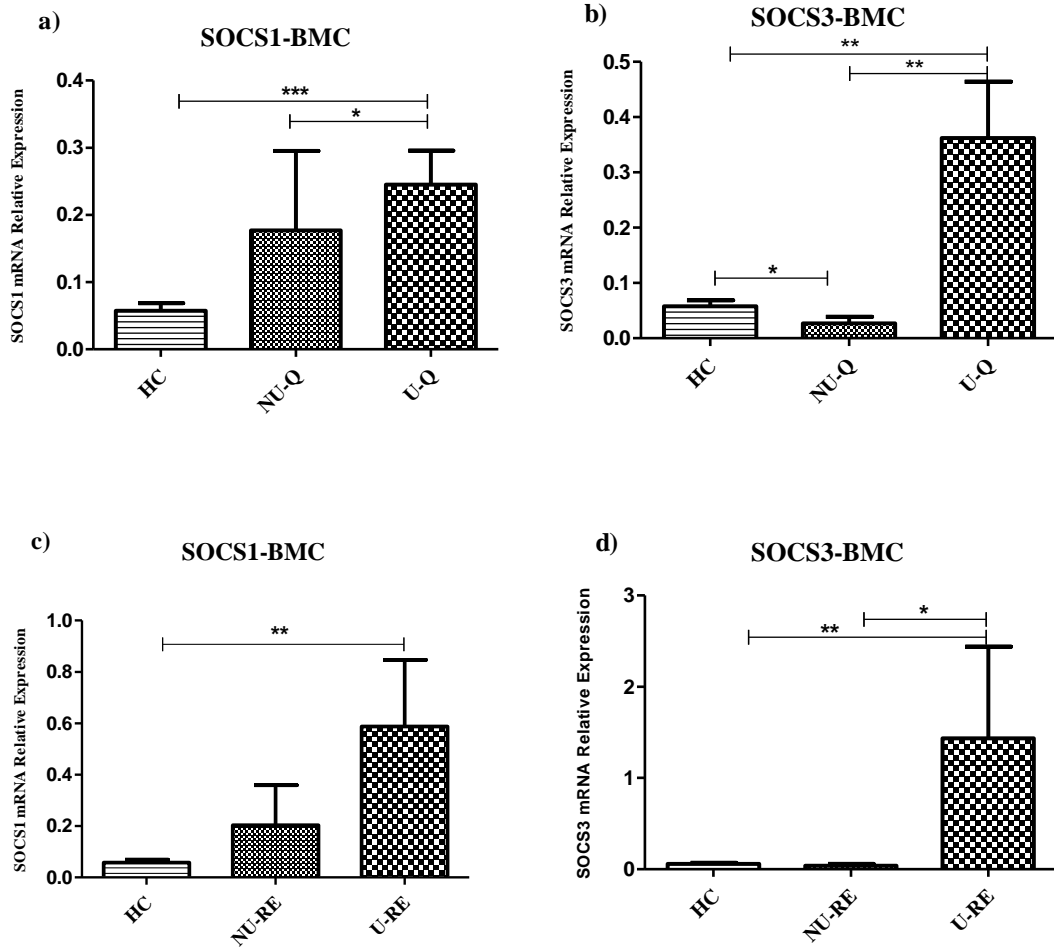 a)
SOCS1-BMC
SOCS1 mRNA Relative Expression
0.4
0.3
0.2
0.1
0.0
***
*
HC
NU-Q
U-Q
b)
SOCS3-BMC
SOCS3 mRNA Relative Expression
0.5
0.4
0.3
0.2
0.1
0.0
**
**
*
HC
NU-Q
U-Q
c)
SOCS1-BMC
SOCS1 mRNA Relative Expression
1.0
0.8
0.6
0.4
0.2
0.0
**
HC
NU-RE
U-RE
d)
SOCS3-BMC
SOCS3 mRNA Relative Expression
3
2
1
0
*
**
HC
NU-RE
U-RE